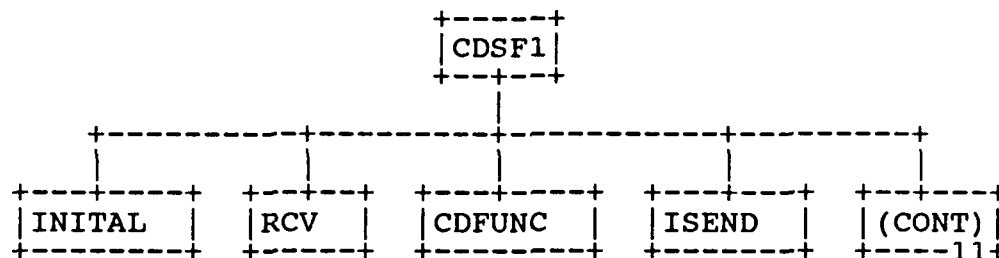 CDSF1
INITAL RCV CDFUNC ISEND (CONT)
11